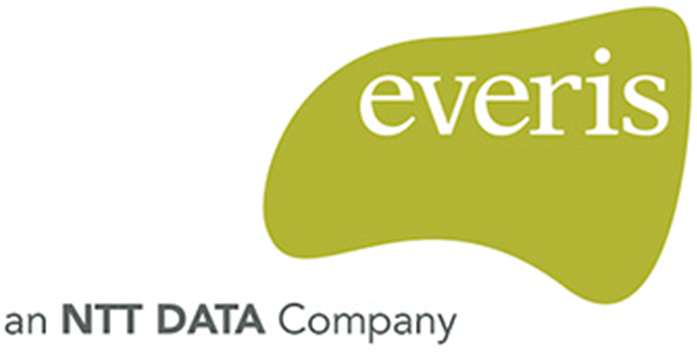 everis
an NTT DATA Company